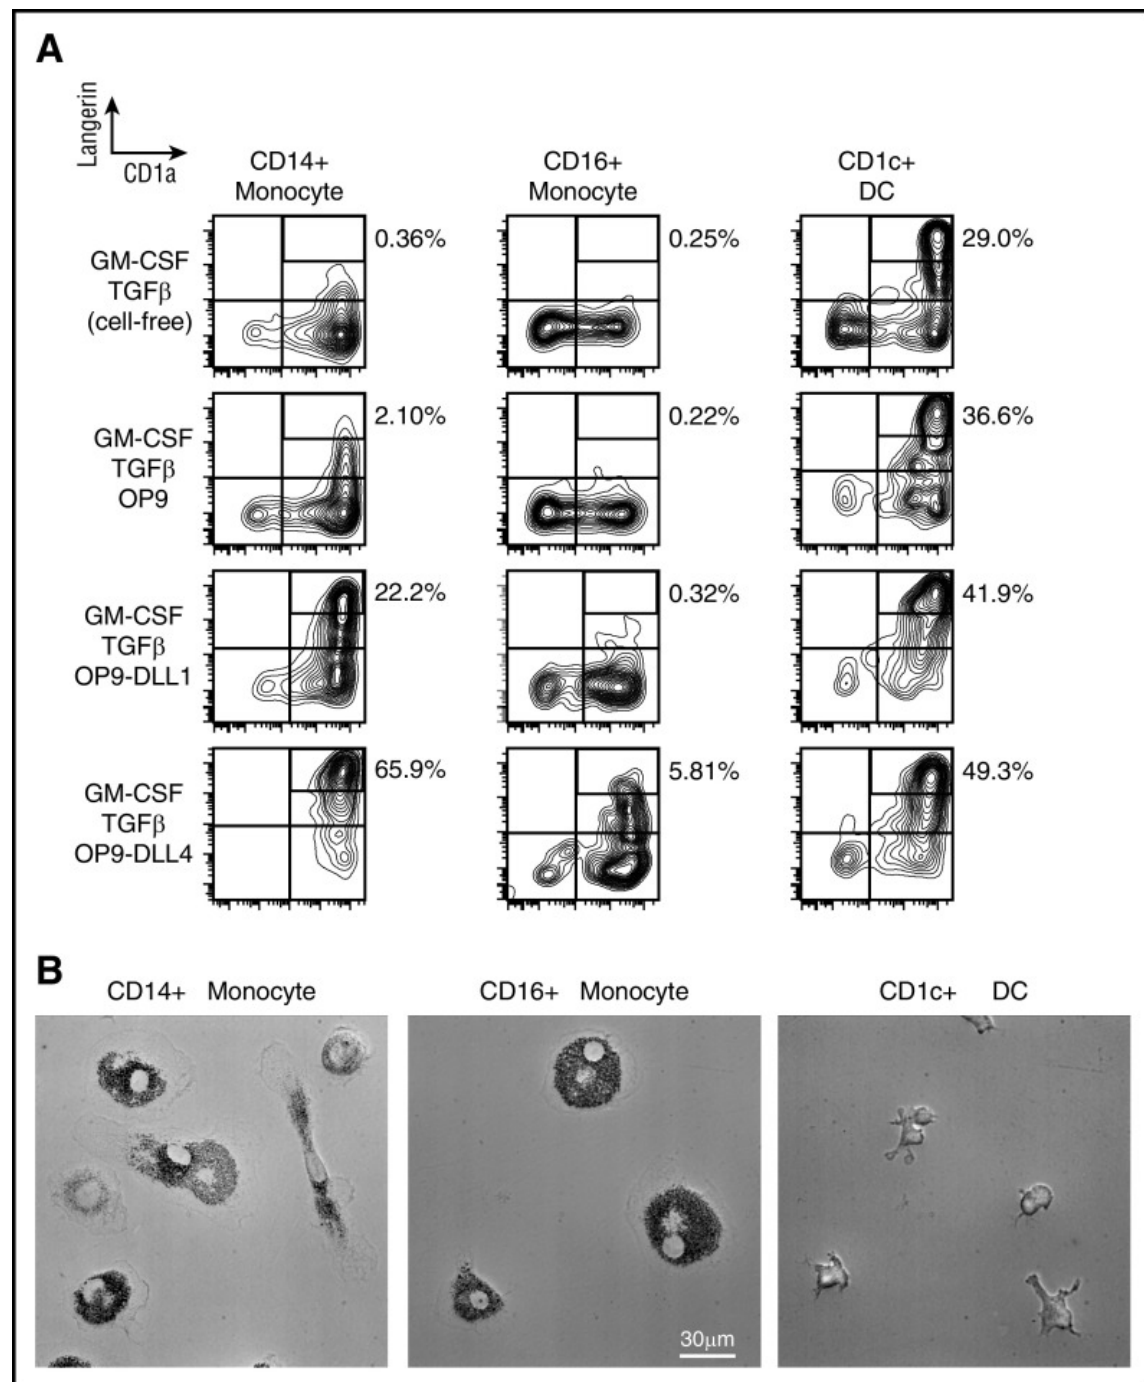 A
Langerin
CD1a
CD14+
Monocyte
CD16+
Monocyte
CD1c+
DC
GM-CSF
TGFβ
(cell-free)
0.36%
0.25%
29.0%
GM-CSF
TGFβ
OP9
2.10%
0.22%
36.6%
GM-CSF
TGFβ
OP9-DLL1
22.2%
0.32%
41.9%
GM-CSF
TGFβ
OP9-DLL4
65.9%
5.81%
49.3%
B
CD14+ Monocyte
CD16+ Monocyte
CD1c+ DC
30µm